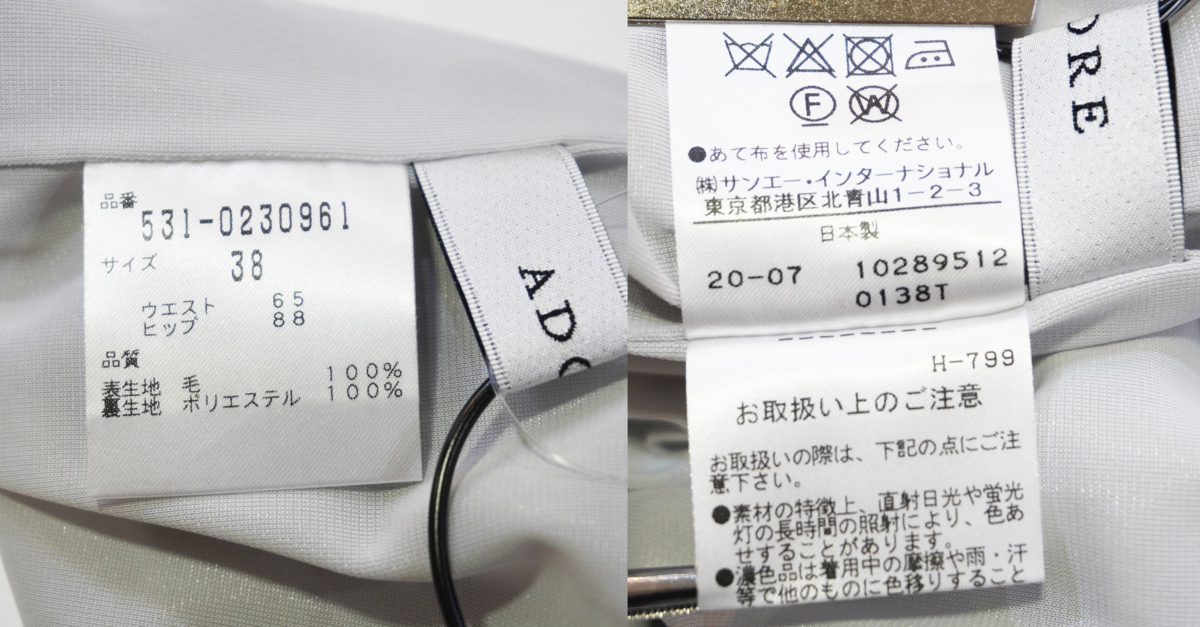 品番
531-0230961
サイズ 38
ウエスト 65
ヒップ 88
品質
表生地 毛 100%
裏生地 ポリエステル 100%
ADO
ORE
F
W
●あて布を使用してください。
㈱サンエー・インターナショナル
東京都港区北青山1-2-3
日本製
20-07 10289512
0138T
H-799
お取扱い上のご注意
お取扱いの際は、下記の点にご注
意下さい。
●素材の特徴上、直射日光や蛍光
灯の長時間の照射により、色あ
せすることがあります。
●濃色品は着用中の摩擦や雨・汗
等で他のものに色移りすること